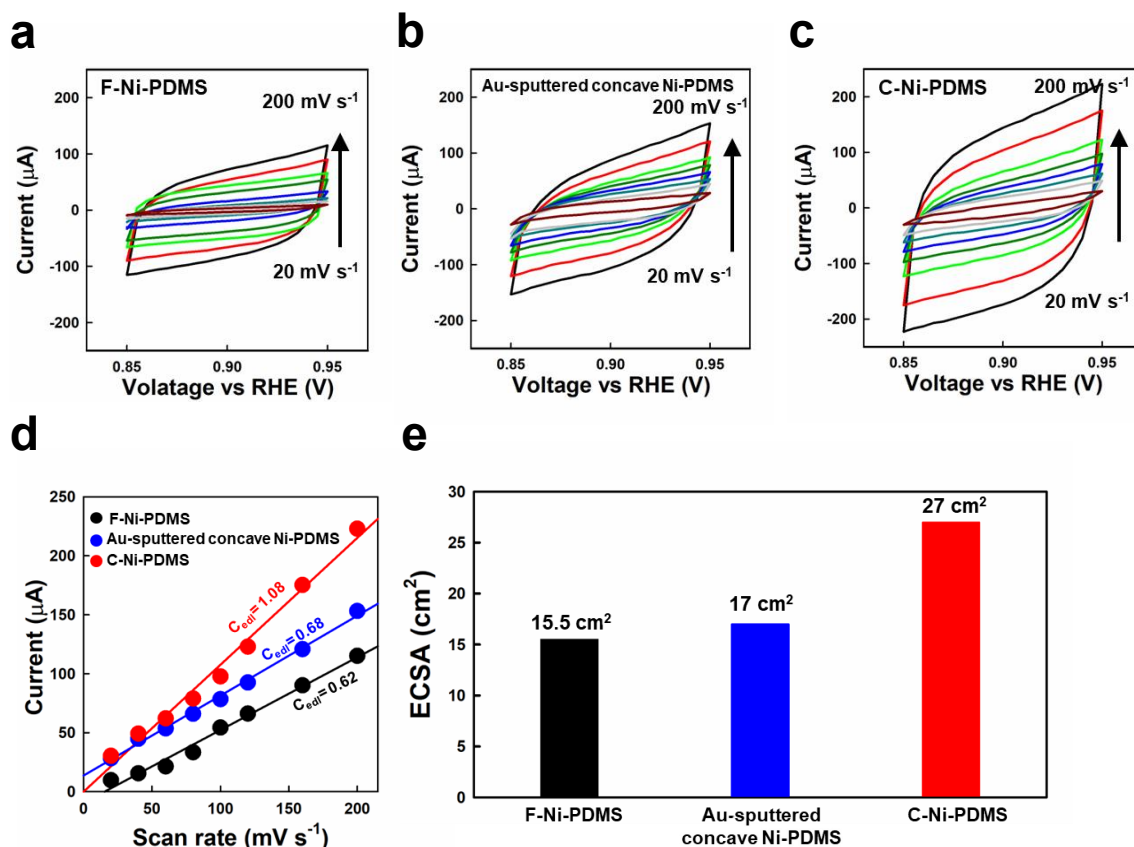 a
b
c
F-Ni-PDMS
200 mV s⁻¹
20 mV s⁻¹
Current (μA)
200
100
0
-100
-200
0.85
0.90
0.95
Volatage vs RHE (V)
Au-sputtered concave Ni-PDMS
200 mV s⁻¹
20 mV s⁻¹
Current (μA)
200
100
0
-100
-200
0.85
0.90
0.95
Voltage vs RHE (V)
C-Ni-PDMS
200 mV s⁻¹
20 mV s⁻¹
Current (μA)
200
100
0
-100
-200
0.85
0.90
0.95
Voltage vs RHE (V)
d
F-Ni-PDMS
Au-sputtered concave Ni-PDMS
C-Ni-PDMS
Cedl=1.08
Cedl=0.68
Cedl=0.62
Current (μA)
250
200
150
100
50
0
0
50
100
150
200
Scan rate (mV s⁻¹)
e
ECSA (cm²)
30
25
20
15
10
5
0
15.5 cm²
17 cm²
27 cm²
F-Ni-PDMS
Au-sputtered
concave Ni-PDMS
C-Ni-PDMS